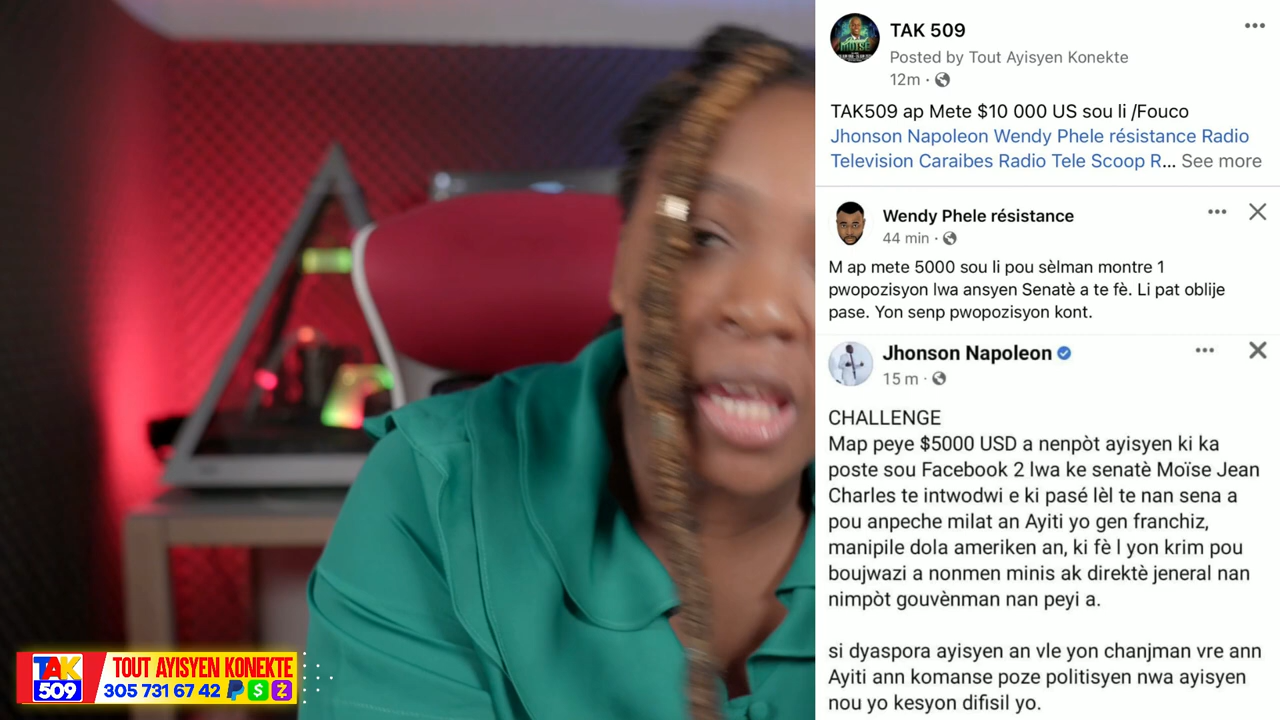 TAK 509
Posted by Tout Ayisyen Konekte
12m
TAK509 ap Mete $10 000 US sou li /Fouco
Jhonson Napoleon Wendy Phele résistance Radio
Television Caraibes Radio Tele Scoop R... See more
Wendy Phele résistance
44 min
M ap mete 5000 sou li pou sèlman montre 1
pwopozisyon lwa ansyen Senatè a te fè. Li pat oblije
pase. Yon senp pwopozisyon kont.
Jhonson Napoleon
15 m
CHALLENGE
Map peye $5000 USD a nenpòt ayisyen ki ka
poste sou Facebook 2 lwa ke senatè Moïse Jean
Charles te intwodwi e ki pasé lèl te nan sena a
pou anpeche milat an Ayiti yo gen franchiz,
manipile dola ameriken an, ki fè l yon krim pou
boujwazi a nonmen minis ak direktè jeneral nan
nimpòt gouvènman nan peyi a.
si dyaspora ayisyen an vle yon chanjman vre ann
Ayiti ann komanse poze politisyen nwa ayisyen
nou yo kesyon difisil yo.
TAK
509
TOUT AYISYEN KONEKTE
305 731 67 42